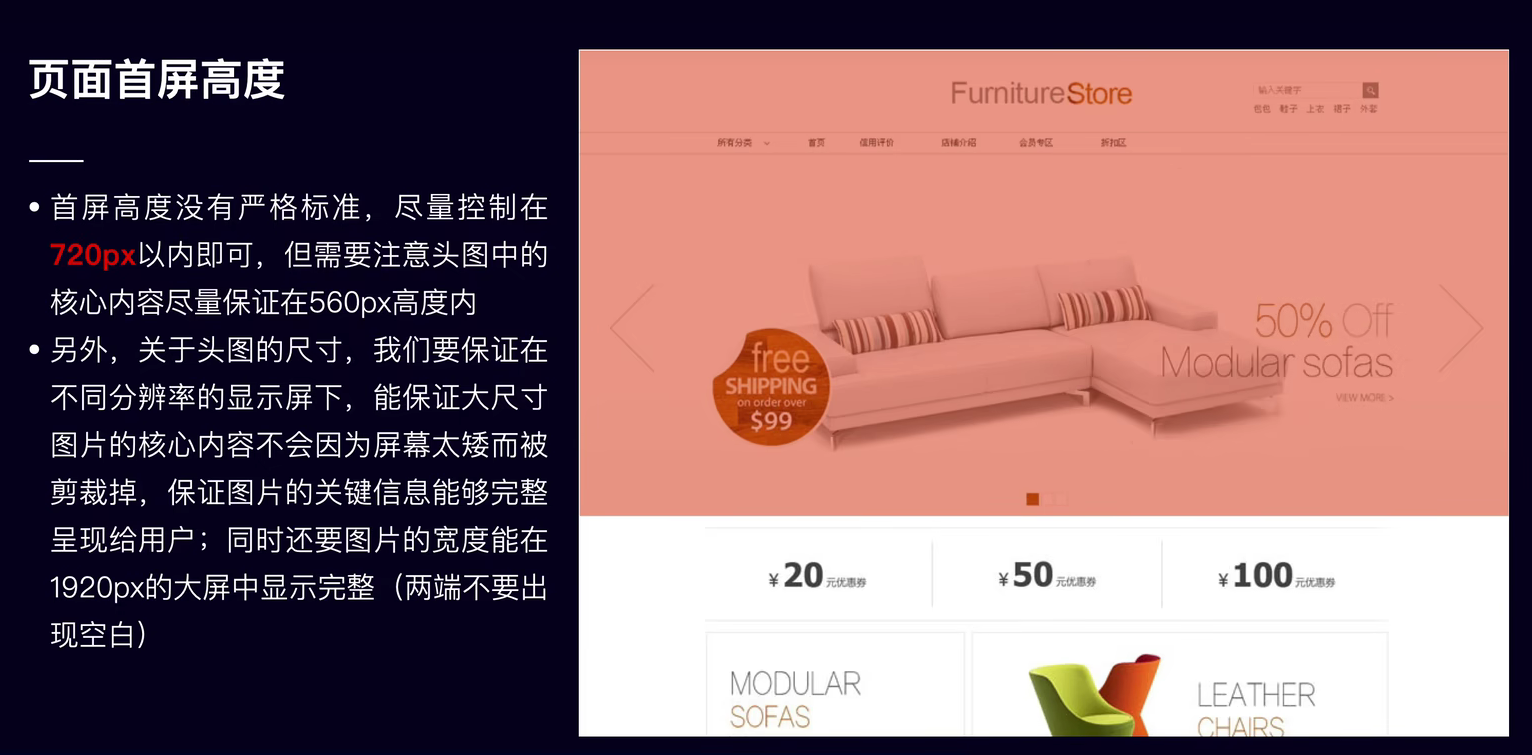 页面首屏高度
• 首屏高度没有严格标准，尽量控制在
720px以内即可，但需要注意头图中的
核心内容尽量保证在560px高度内
• 另外，关于头图的尺寸，我们要保证在
不同分辨率的显示屏下，能保证大尺寸
图片的核心内容不会因为屏幕太矮而被
剪裁掉，保证图片的关键信息能够完整
呈现给用户；同时还要图片的宽度能在
1920px的大屏中显示完整（两端不要出
现空白）
FurnitureStore
输入关键字
包包 鞋子 上衣 裙子 外套
所有分类 首页 信用评价 店铺介绍 会员专区 折扣区
free
SHIPPING
on order over
$99
50% Off
Modular sofas
VIEW MORE >
¥20元优惠券
¥50元优惠券
¥100元优惠券
MODULAR
SOFAS
LEATHER
CHAIRS